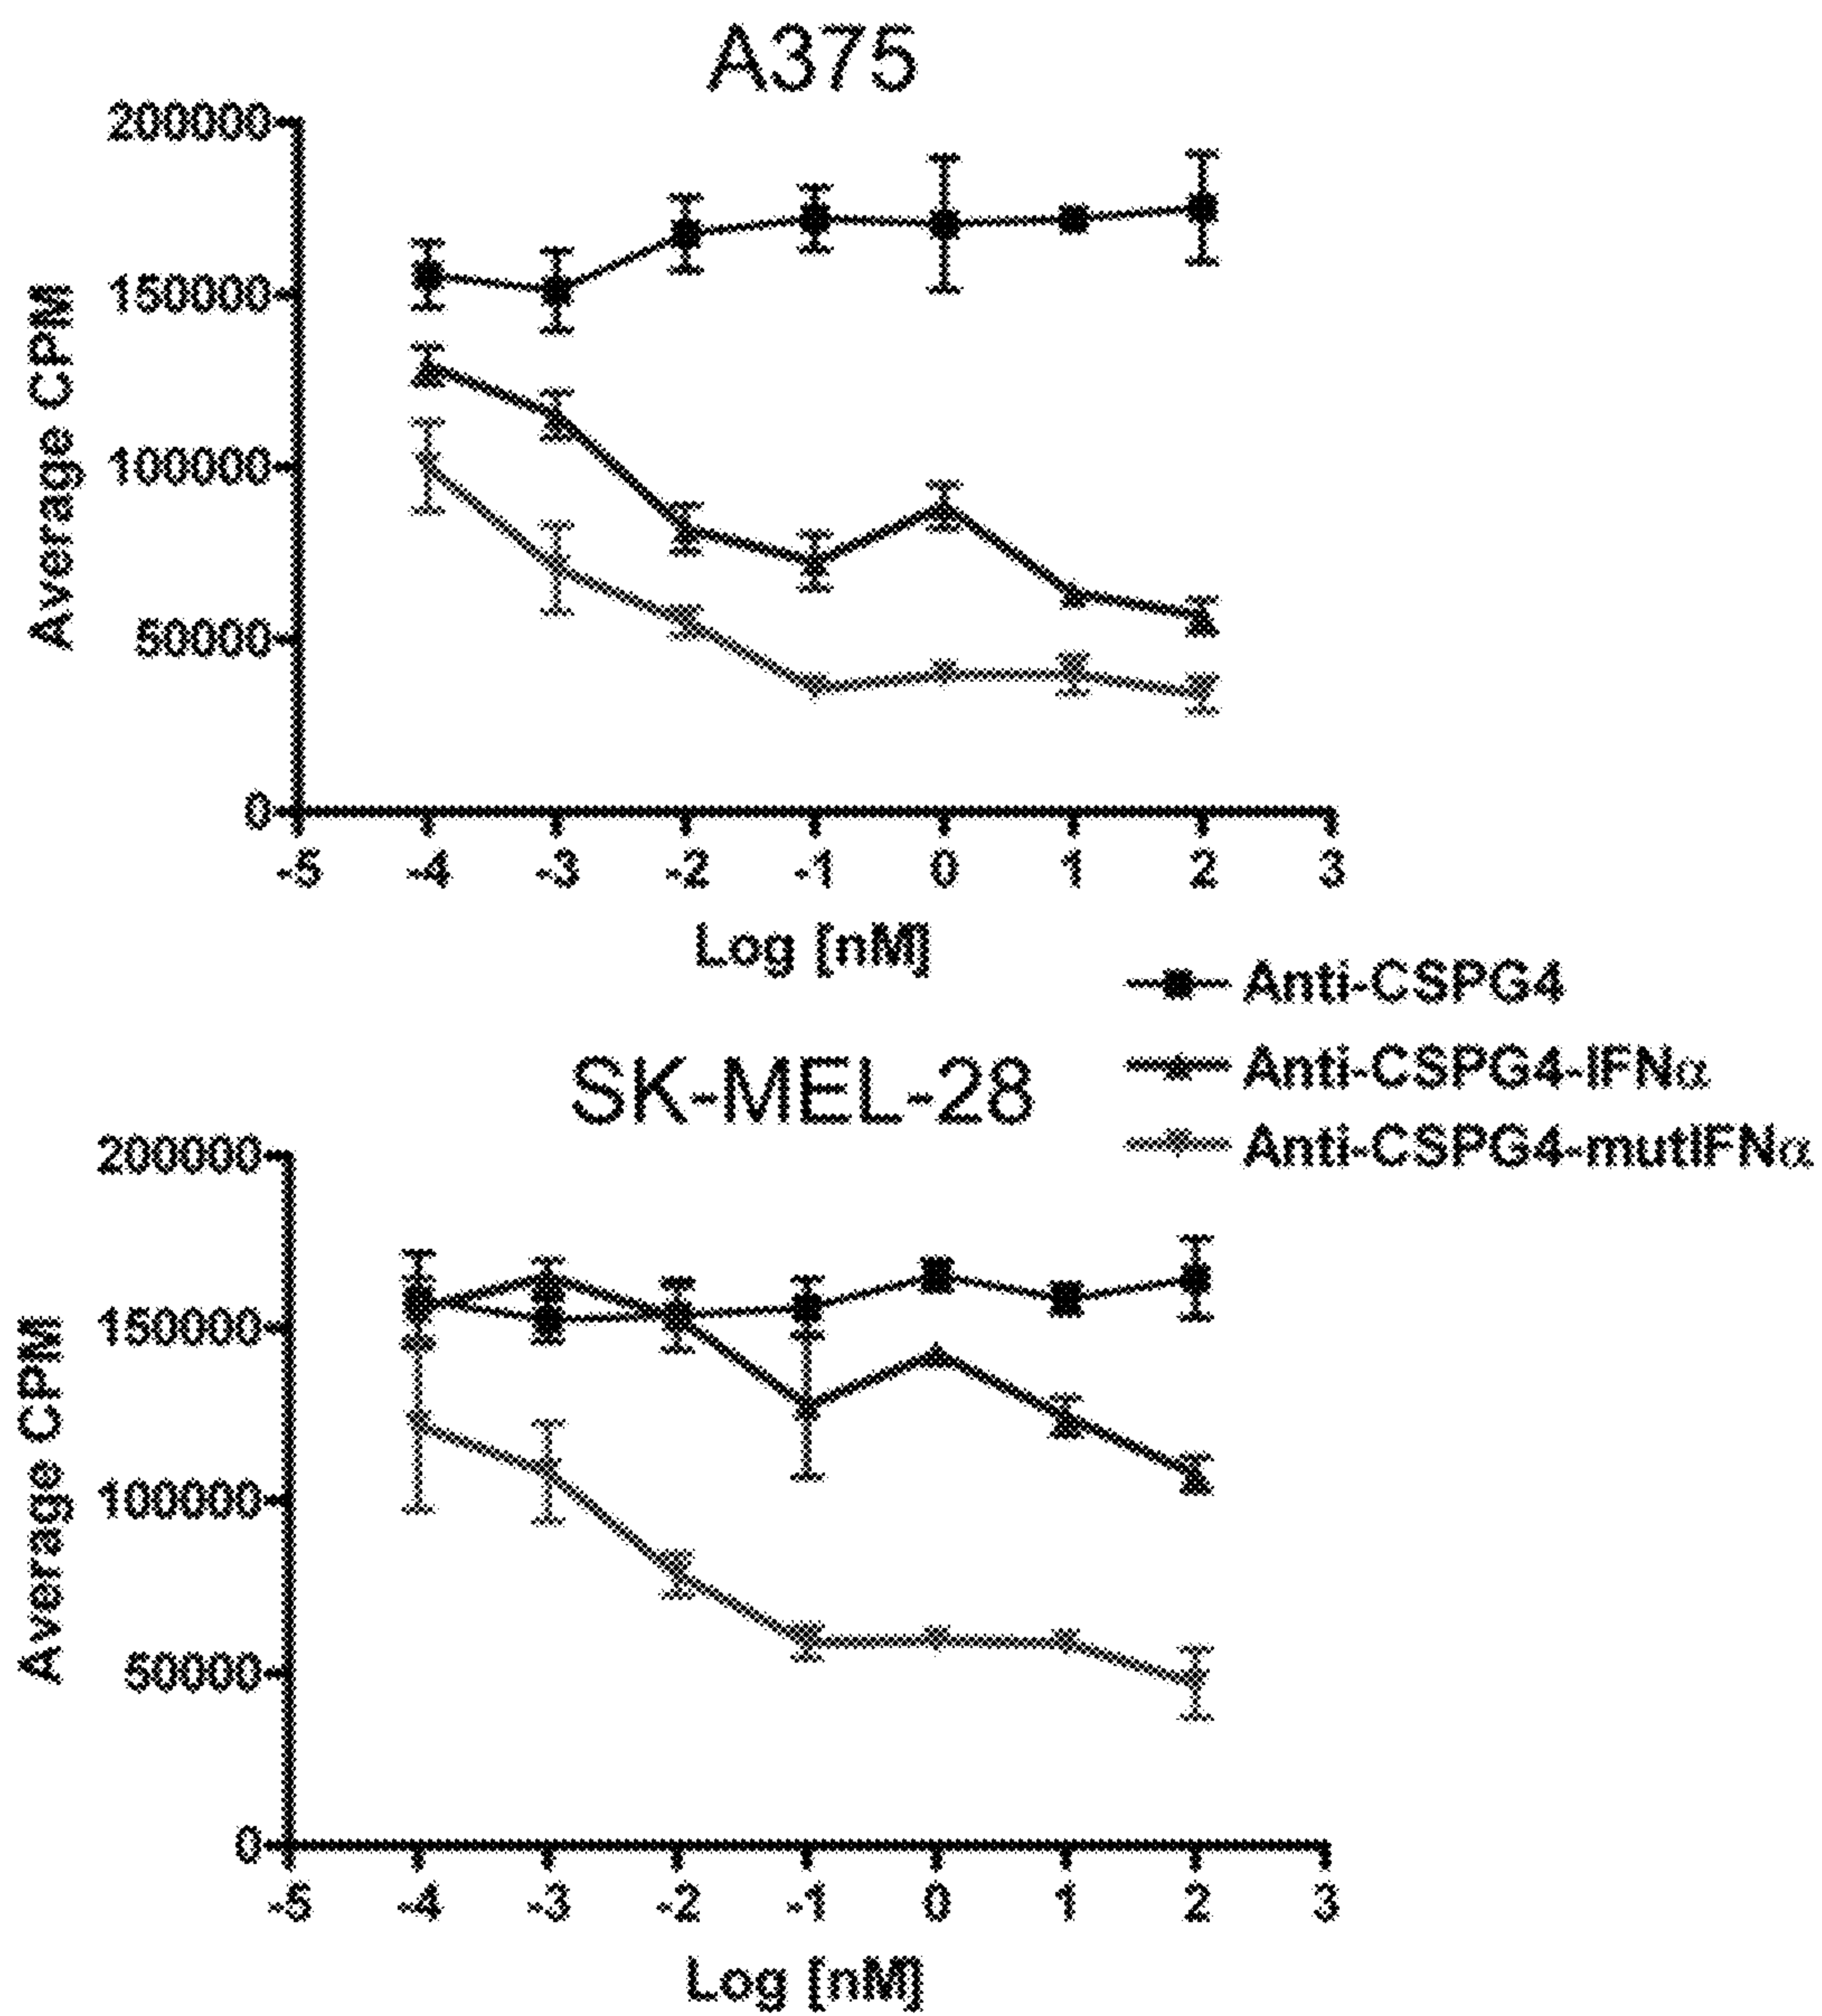 A375
200000
150000
100000
50000
0
Average CPM
-5 -4 -3 -2 -1 0 1 2 3
Log [nM]
Anti-CSPG4
Anti-CSPG4-IFNα
Anti-CSPG4-mutIFNα
SK-MEL-28
200000
150000
100000
50000
0
Average CPM
-5 -4 -3 -2 -1 0 1 2 3
Log [nM]